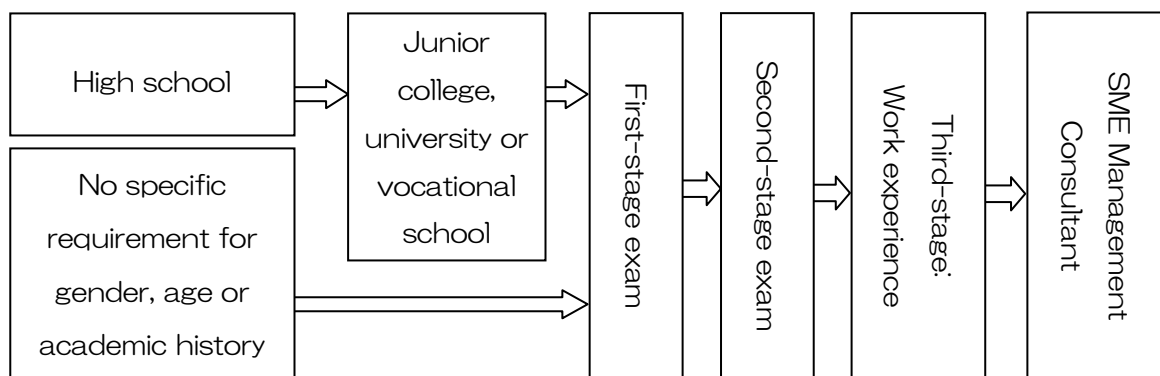 High school
No specific
requirement for
gender, age or
academic history
Junior
college,
university or
vocational
school
First-stage exam
Second-stage exam
Third-stage:
Work experience
SME Management
Consultant